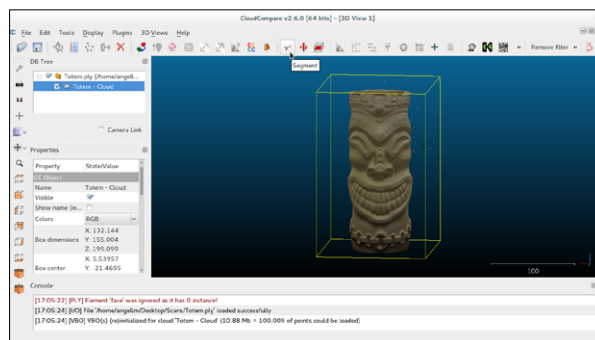 CloudCompare v2.6.0 [64 bits] - [3D View 1]
File Edit Tools Display Plugins 3D Views Help
Remove filter
Segment
DB Tree
Totem.ply (/home/angelm...
Totem - Cloud
Camera Link
Properties
Property State/Value
CC Object
Name Totem - Cloud
Visible
Show name (in...
Colors RGB
X: 132.144
Box dimensions Y: 155.004
Z: 199.099
X: 5.53957
Box center Y: -21.4695
100
Console
[17:05:22] [PLY] Element 'face' was ignored as it has 0 instance!
[17:05:24] [I/O] File '/home/angellm/Desktop/Scans/Totem.ply' loaded successfully
[17:05:24] [VBO] VBO(s) (re)initialized for cloud 'Totem - Cloud' (10.88 Mb = 100.00% of points could be loaded)